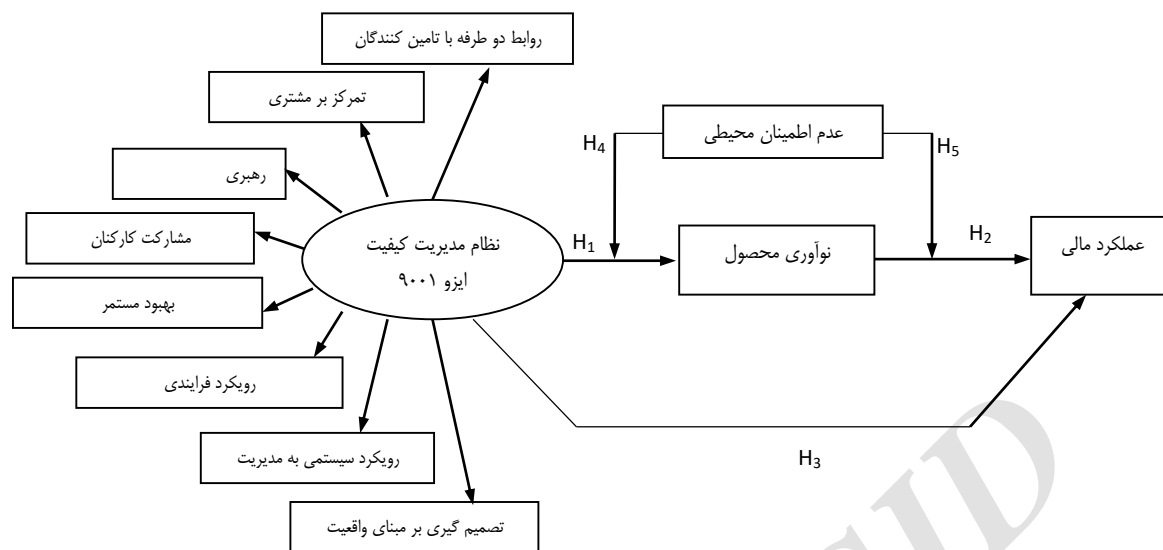 روابط دو طرفه با تامین کنندگان
تمرکز بر مشتری
رهبری
مشارکت کارکنان
بهبود مستمر
رویکرد فرایندی
رویکرد سیستمی به مدیریت
تصمیم گیری بر مبنای واقعیت
نظام مدیریت کیفیت
ایزو ۹۰۰۱
H₁
H₄
عدم اطمینان محیطی
H₅
نوآوری محصول
H₂
عملکرد مالی
H₃
SID